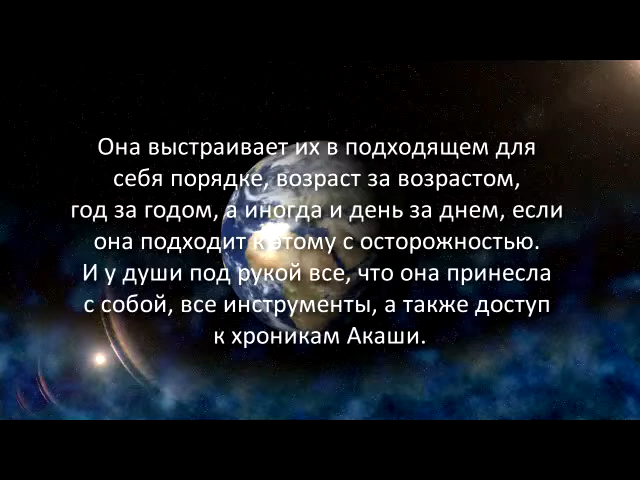 Она выстраивает их в подходящем для
себя порядке, возраст за возрастом,
год за годом, а иногда и день за днем, если
она подходит к этому с осторожностью.
И у души под рукой все, что она принесла
с собой, все инструменты, а также доступ
к хроникам Акаши.